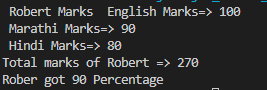 Robert Marks  English Marks=> 100
Marathi Marks=> 90
Hindi Marks=> 80
Total marks of Robert => 270
Rober got 90 Percentage